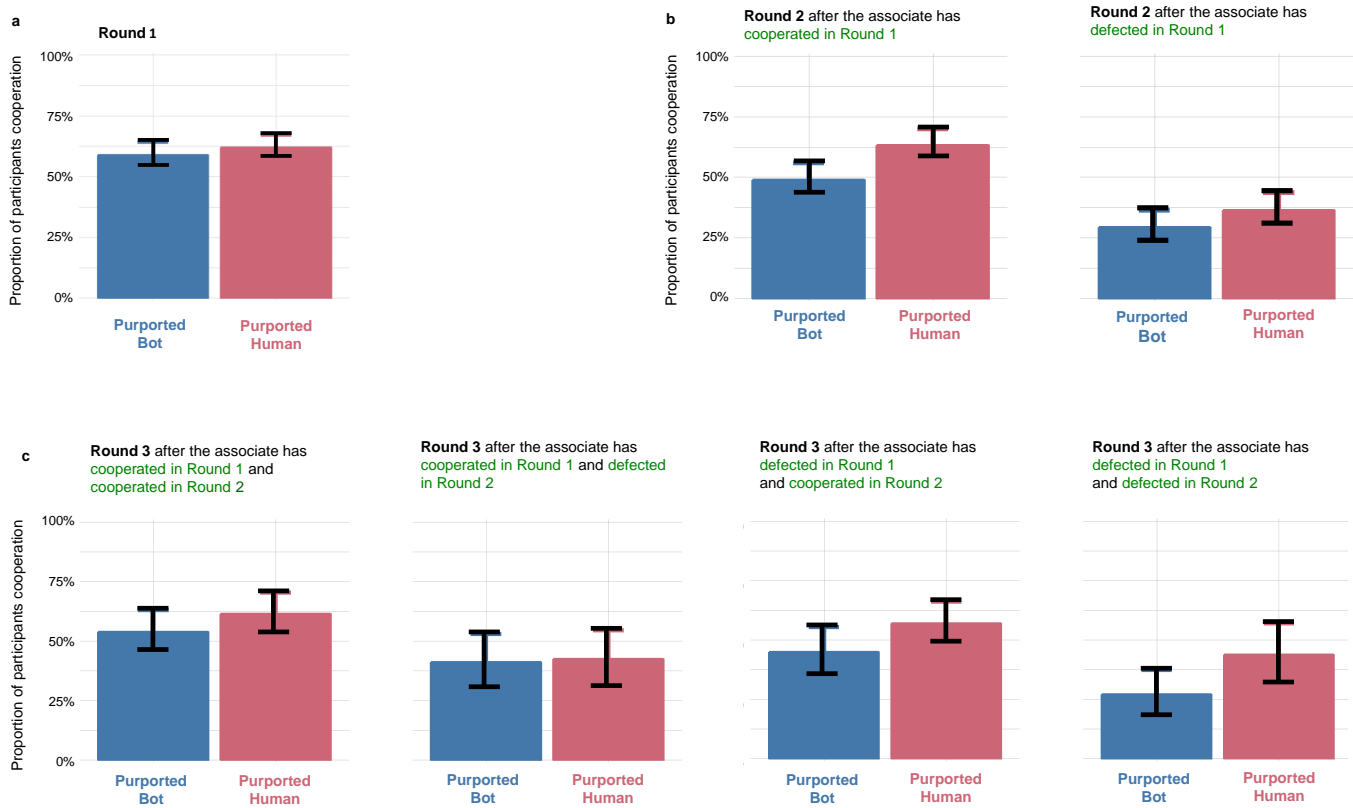 a
Round 1
Proportion of participants cooperation
100%
75%
50%
25%
0%
Purported
Bot
Purported
Human
b
Round 2 after the associate has
cooperated in Round 1
Proportion of participants cooperation
100%
75%
50%
25%
0%
Purported
Bot
Purported
Human
Round 2 after the associate has
defected in Round 1
Purported
Bot
Purported
Human
c
Round 3 after the associate has
cooperated in Round 1 and
cooperated in Round 2
Proportion of participants cooperation
100%
75%
50%
25%
0%
Purported
Bot
Purported
Human
Round 3 after the associate has
cooperated in Round 1 and defected
in Round 2
Purported
Bot
Purported
Human
Round 3 after the associate has
defected in Round 1
and cooperated in Round 2
Purported
Bot
Purported
Human
Round 3 after the associate has
defected in Round 1
and defected in Round 2
Purported
Bot
Purported
Human